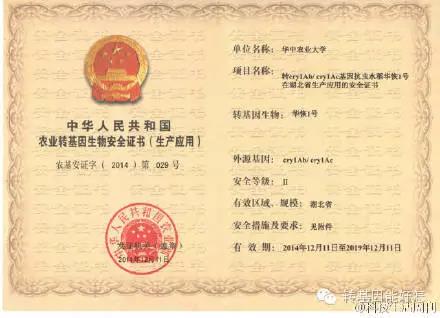 中华人民共和国
农业转基因生物安全证书（生产应用）
农基安证字（ 2014 ）第 029 号
发证机关（盖章）
2014年12月11日
中华人民共和国农业部
单位名称： 华中农业大学
项目名称： 转cry1Ab/ cry1Ac基因抗虫水稻华恢1号
在湖北省生产应用的安全证书
转基因生物： 华恢1号
外源基因： cry1Ab/ cry1Ac
安全等级： II
有效区域、规模： 湖北省
安全措施及要求： 见附件
有 效 期： 2014年12月11日至2019年12月11日
转基因能好年